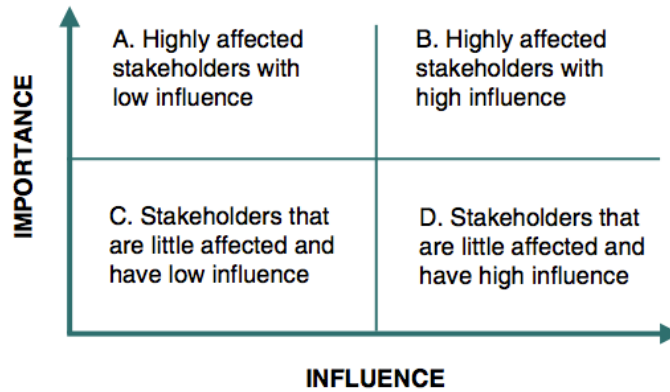 IMPORTANCE
A. Highly affected
stakeholders with
low influence
B. Highly affected
stakeholders with
high influence
C. Stakeholders that
are little affected and
have low influence
D. Stakeholders that
are little affected and
have high influence
INFLUENCE